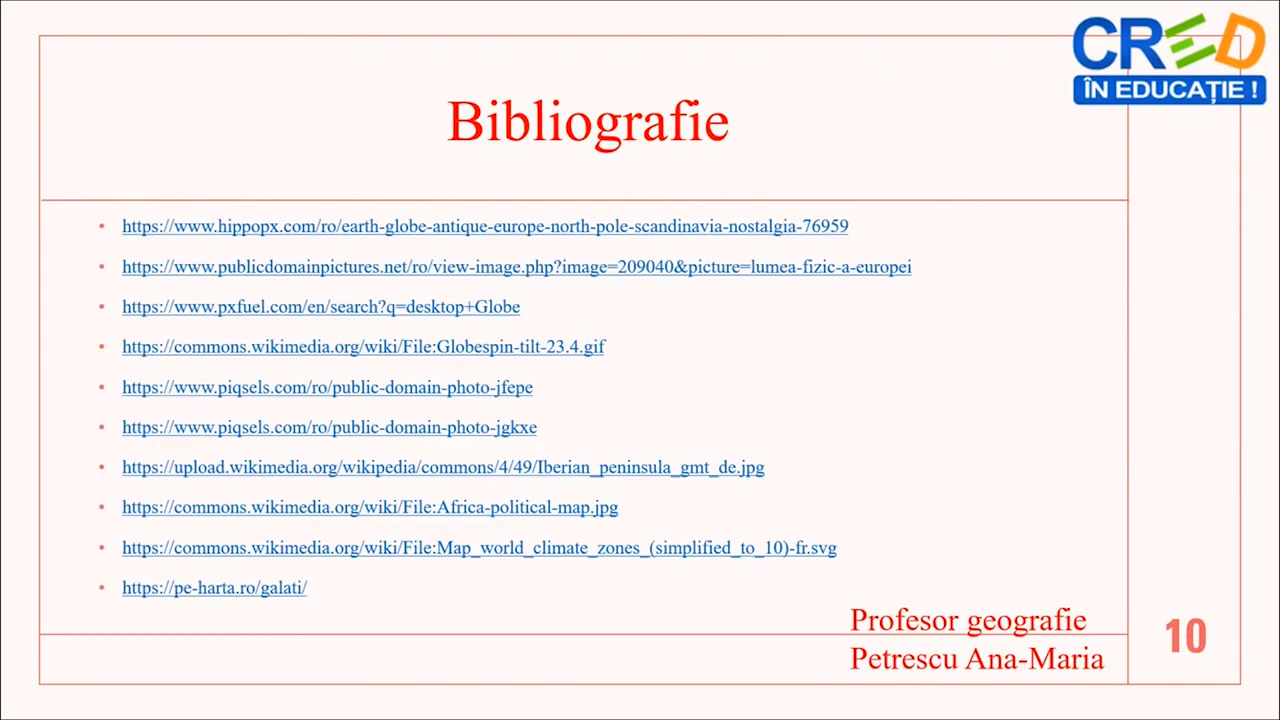 CRED
ÎN EDUCAȚIE !
Bibliografie
• https://www.hippopx.com/ro/earth-globe-antique-europe-north-pole-scandinavia-nostalgia-76959
• https://www.publicdomainpictures.net/ro/view-image.php?image=209040&picture=lumea-fizic-a-europei
• https://www.pxfuel.com/en/search?q=desktop+Globe
• https://commons.wikimedia.org/wiki/File:Globespin-tilt-23.4.gif
• https://www.piqsels.com/ro/public-domain-photo-jfepe
• https://www.piqsels.com/ro/public-domain-photo-jgkxe
• https://upload.wikimedia.org/wikipedia/commons/4/49/Iberian_peninsula_gmt_de.jpg
• https://commons.wikimedia.org/wiki/File:Africa-political-map.jpg
• https://commons.wikimedia.org/wiki/File:Map_world_climate_zones_(simplified_to_10)-fr.svg
• https://pe-harta.ro/galati/
Profesor geografie
Petrescu Ana-Maria
10